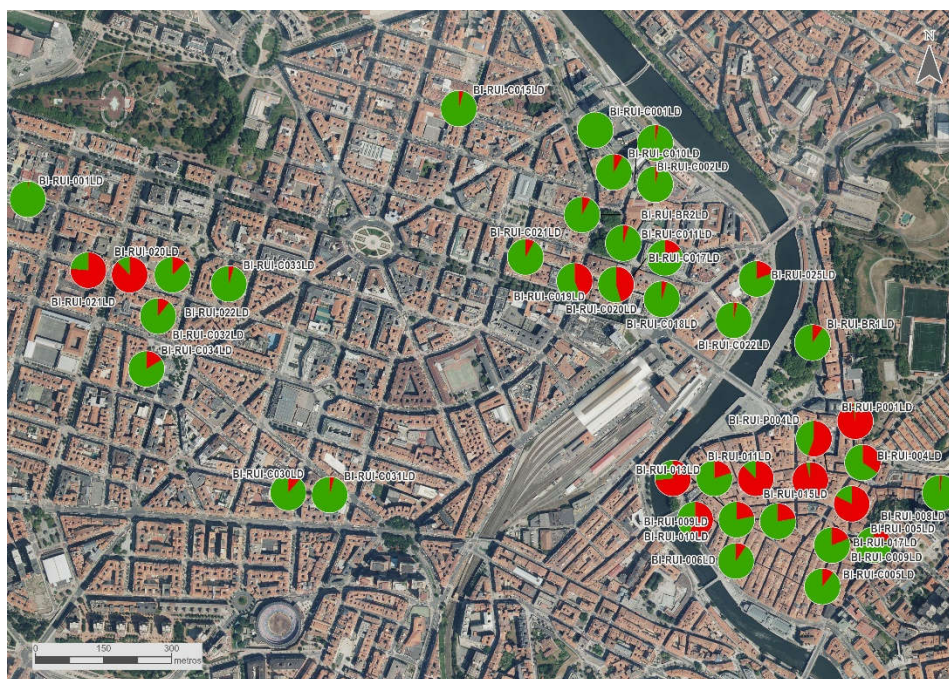 N
BI-RUI-C015LD
BI-RUI-C001LD
BI-RUI-C010LD
BI-RUI-C002LD
BI-RUI-001LD
BI-RUI-BR2LD
BI-RUI-C021LD
BI-RUI-C011LD
BI-RUI-020LD
BI-RUI-C017LD
BI-RUI-C033LD
BI-RUI-025LD
BI-RUI-C019LD
BI-RUI-021LD
BI-RUI-C020LD
BI-RUI-022LD
BI-RUI-C018LD
BI-RUI-C032LD
BI-RUI-BR1LD
BI-RUI-C022LD
BI-RUI-C034LD
BI-RUI-P001LD
BI-RUI-P004LD
BI-RUI-011LD
BI-RUI-004LD
BI-RUI-013LD
BI-RUI-C030LD
BI-RUI-C031LD
BI-RUI-015LD
BI-RUI-008LD
BI-RUI-009LD
BI-RUI-005LD
BI-RUI-010LD
BI-RUI-017LD
BI-RUI-C009LD
BI-RUI-006LD
BI-RUI-C005LD
0 150 300
metros